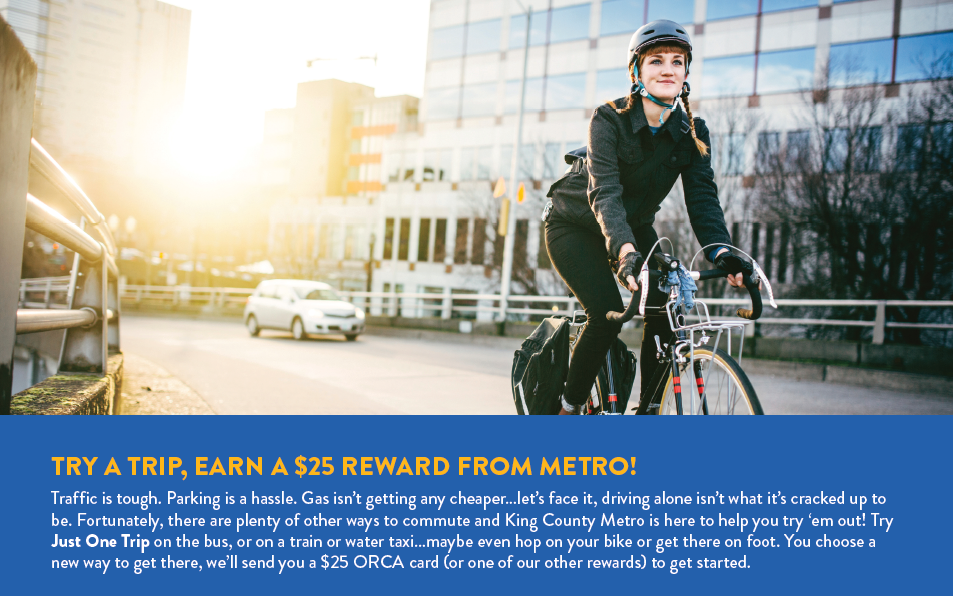 TRY A TRIP, EARN A $25 REWARD FROM METRO!
Traffic is tough. Parking is a hassle. Gas isn't getting any cheaper...let's face it, driving alone isn't what it's cracked up to
be. Fortunately, there are plenty of other ways to commute and King County Metro is here to help you try ‘em out! Try
Just One Trip on the bus, or on a train or water taxi...maybe even hop on your bike or get there on foot. You choose a
new way to get there, we'll send you a $25 ORCA card (or one of our other rewards) to get started.